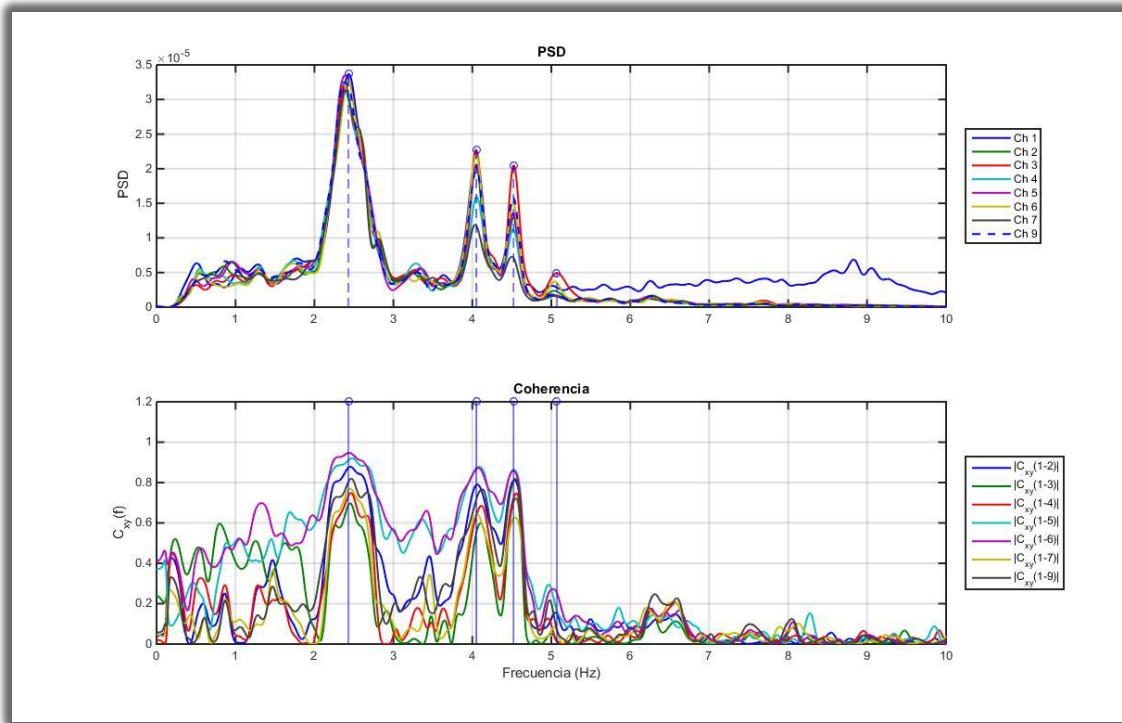 PSD
× 10⁻⁵
3.5
3
2.5
2
1.5
1
0.5
0
PSD
0 1 2 3 4 5 6 7 8 9 10
Ch 1
Ch 2
Ch 3
Ch 4
Ch 5
Ch 6
Ch 7
Ch 9
Coherencia
1.2
1
0.8
0.6
0.4
0.2
0
C_xy(f)
0 1 2 3 4 5 6 7 8 9 10
Frecuencia (Hz)
|C_xy(1-2)|
|C_xy(1-3)|
|C_xy(1-4)|
|C_xy(1-5)|
|C_xy(1-6)|
|C_xy(1-7)|
|C_xy(1-9)|